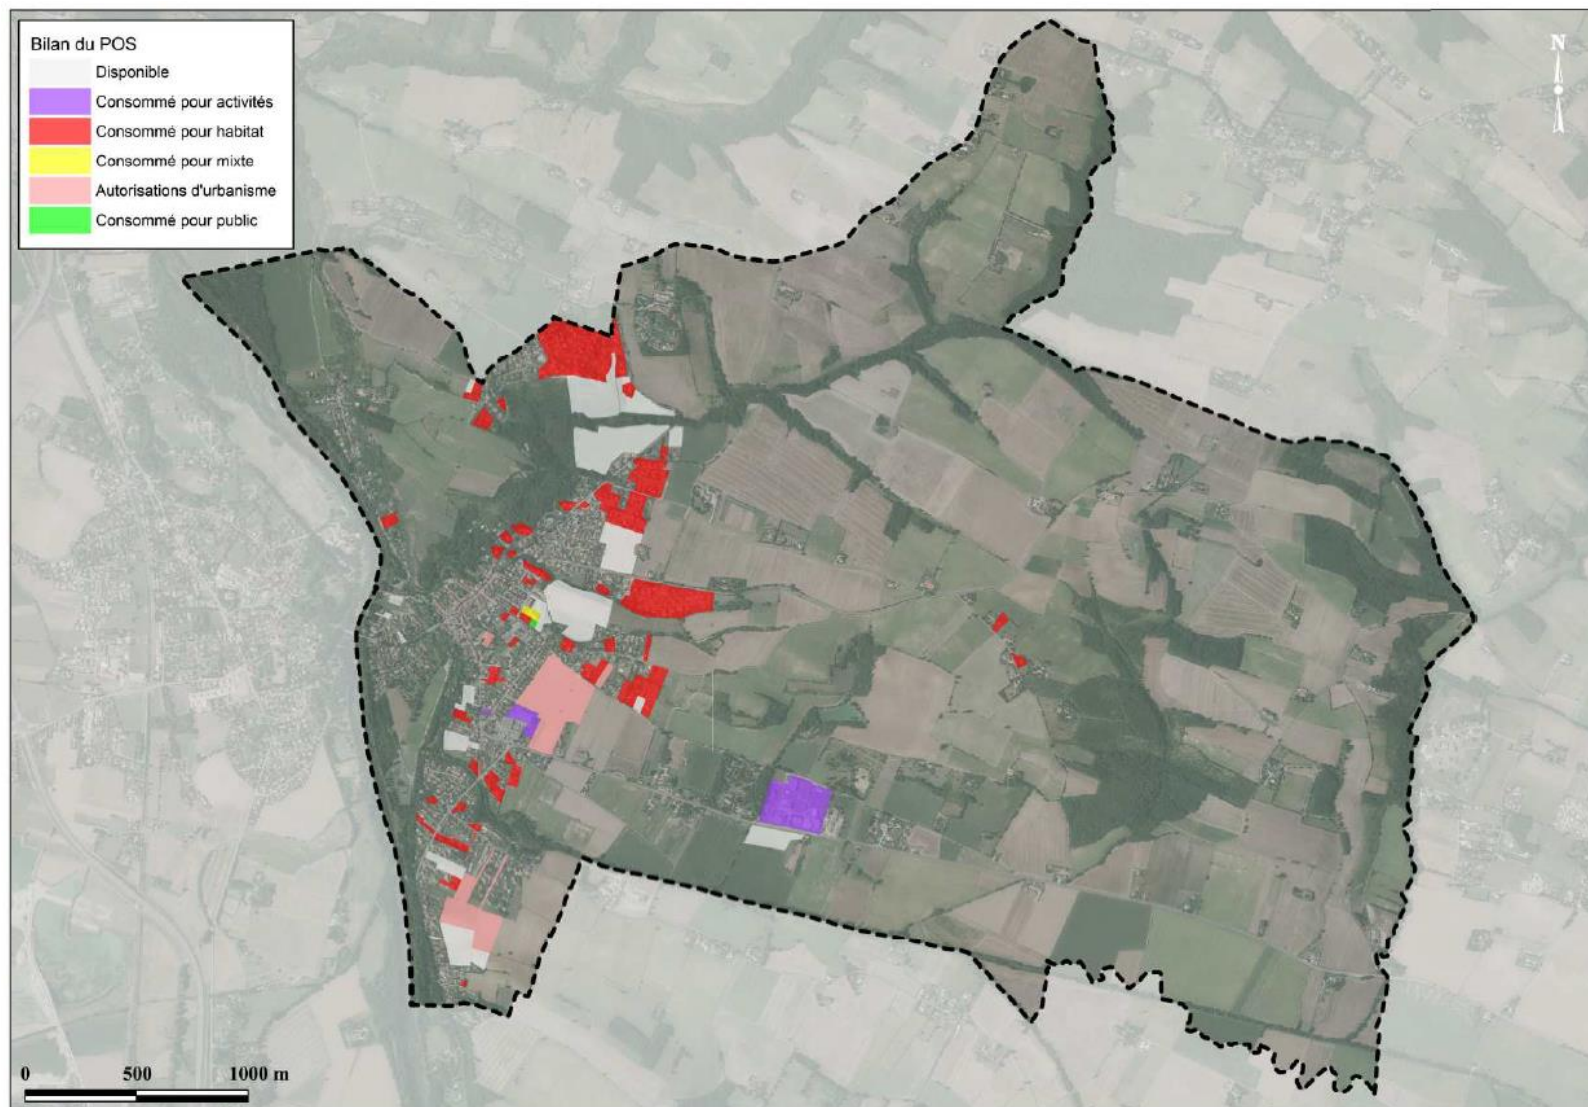 Bilan du POS
Disponible
Consommé pour activités
Consommé pour habitat
Consommé pour mixte
Autorisations d'urbanisme
Consommé pour public
N
0 500 1000 m